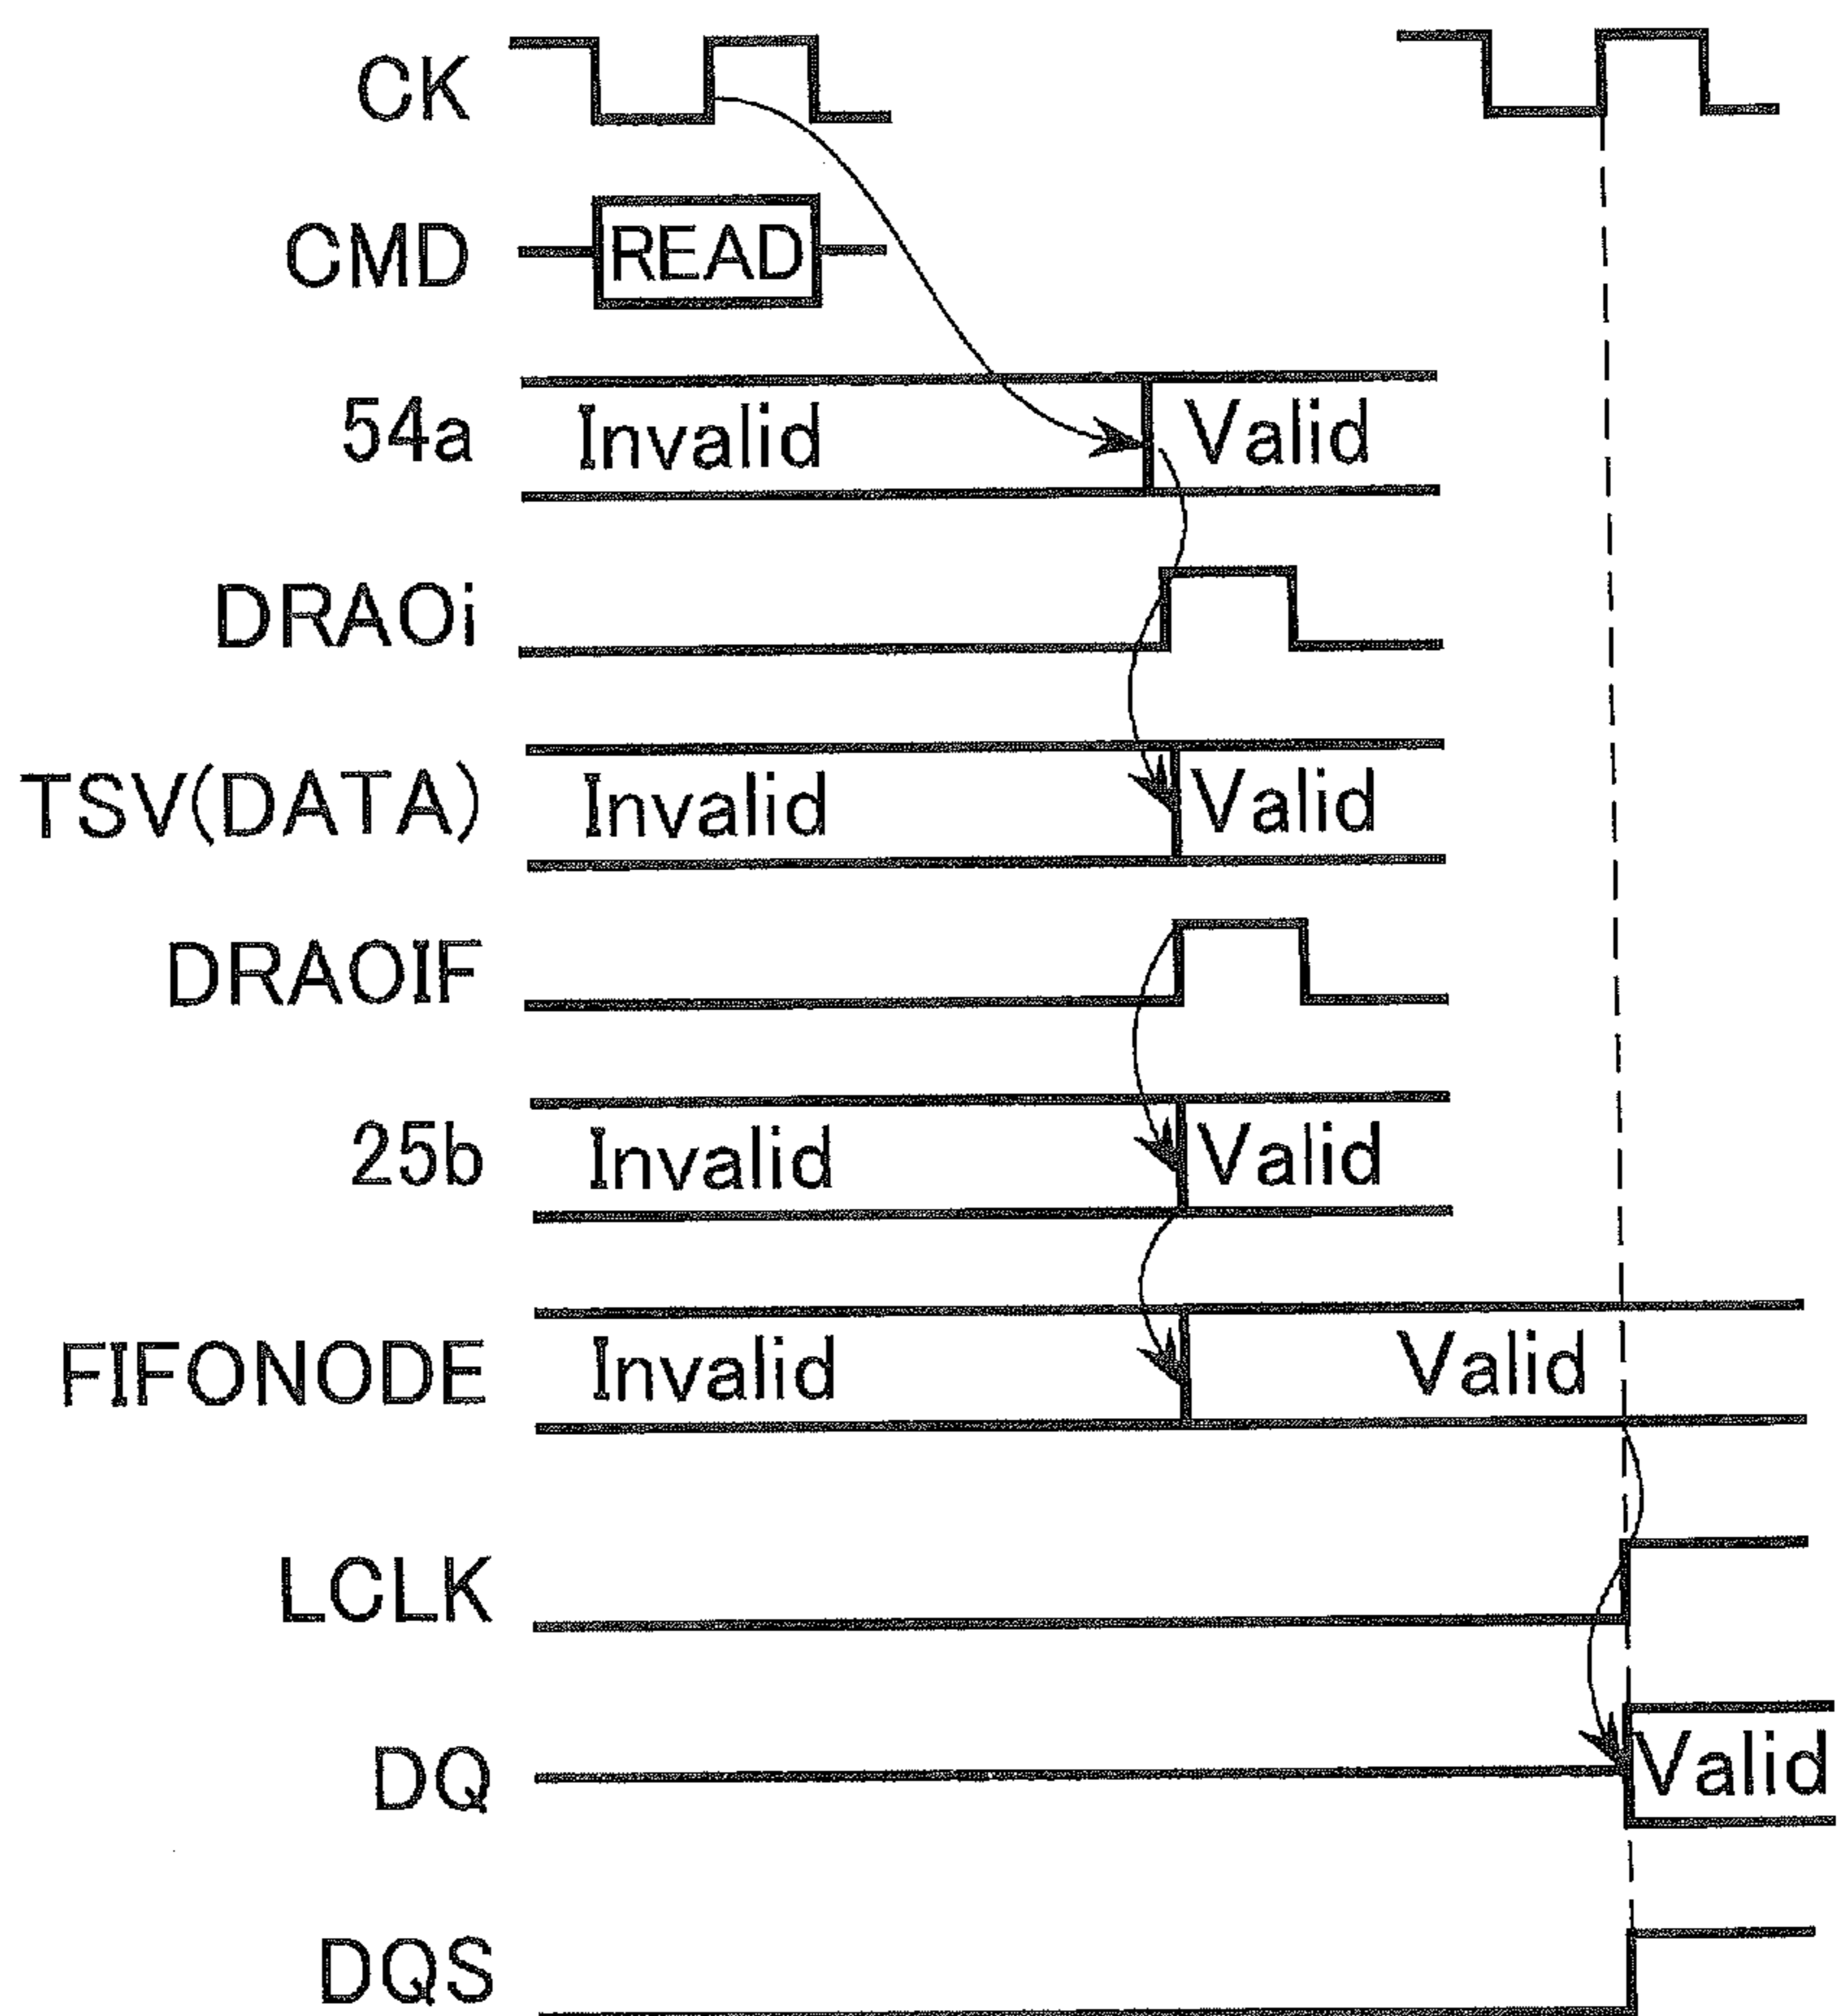 CK
CMD READ
54a Invalid Valid
DRAOi
TSV(DATA) Invalid Valid
DRAOIF
25b Invalid Valid
FIFONODE Invalid Valid
LCLK
DQ Valid
DQS